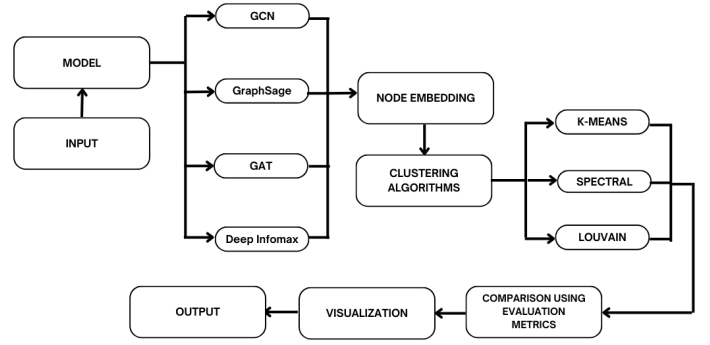 GCN
MODEL
GraphSage
NODE EMBEDDING
INPUT
K-MEANS
GAT
CLUSTERING
ALGORITHMS
SPECTRAL
Deep Infomax
LOUVAIN
OUTPUT
VISUALIZATION
COMPARISON USING
EVALUATION
METRICS